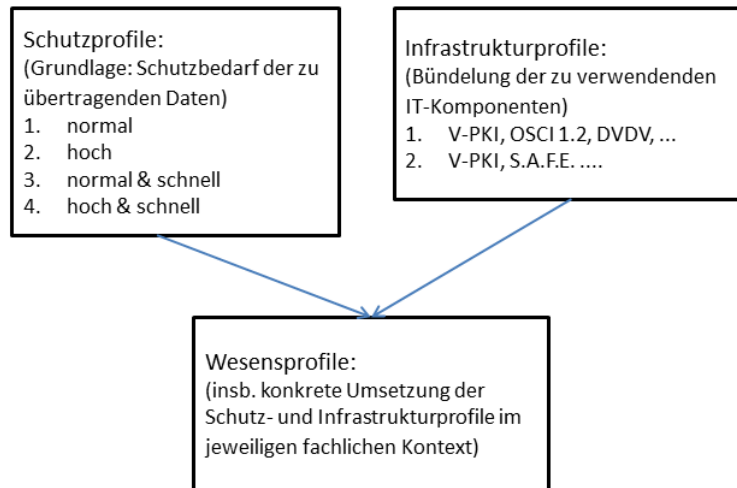 Schutzprofile:
(Grundlage: Schutzbedarf der zu
übertragenden Daten)
1. normal
2. hoch
3. normal & schnell
4. hoch & schnell
Infrastrukturprofile:
(Bündelung der zu verwendenden
IT-Komponenten)
1. V-PKI, OSCI 1.2, DVDV, ...
2. V-PKI, S.A.F.E. ....
Wesensprofile:
(insb. konkrete Umsetzung der
Schutz- und Infrastrukturprofile im
jeweiligen fachlichen Kontext)